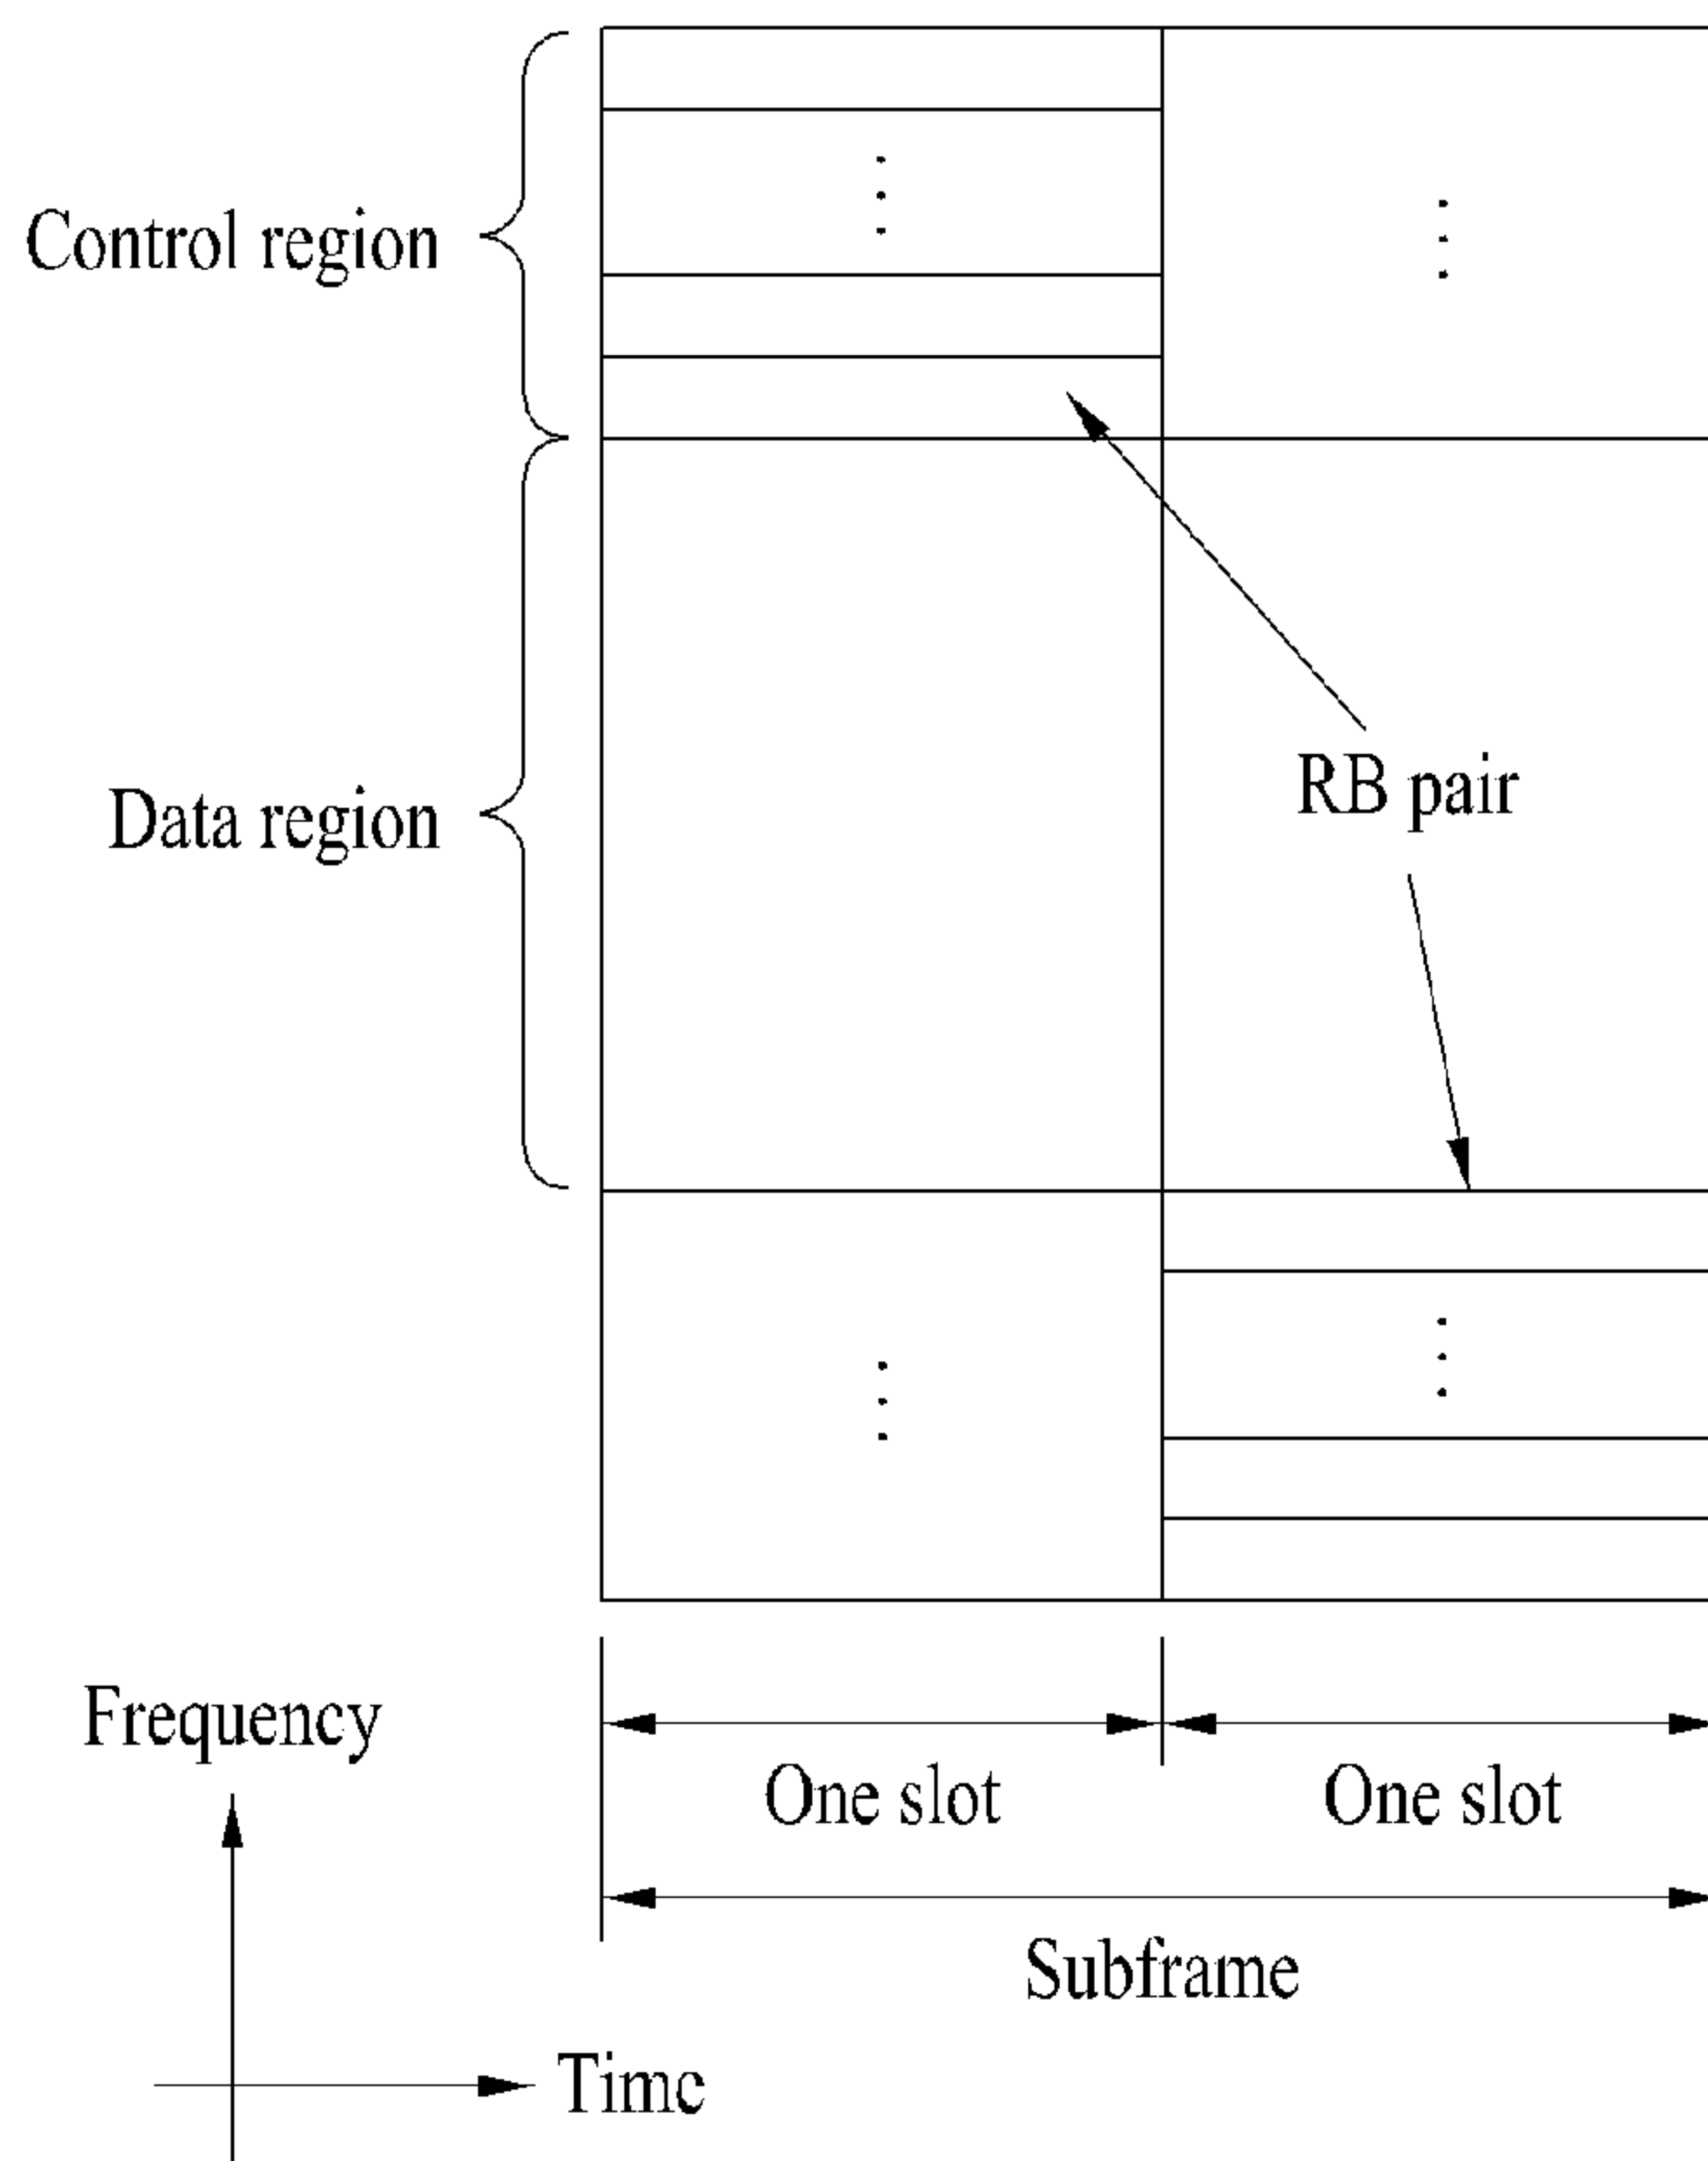 Control region
Data region
RB pair
Frequency
One slot
One slot
Subframe
Time